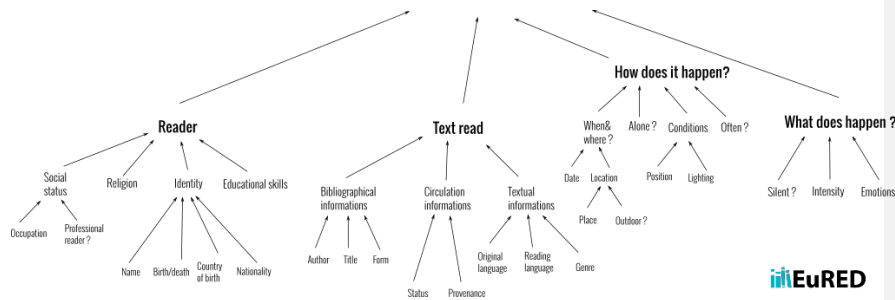 How does it happen?
Reader
Text read
When&
where ?
Alone ?
Conditions
Often ?
What does happen ?
Social
status
Religion
Identity
Educational skills
Bibliographical
informations
Circulation
informations
Textual
informations
Date
Location
Position
Lighting
Silent ?
Intensity
Emotions
Place
Outdoor ?
Occupation
Professional
reader ?
Name
Birth/death
Country
of birth
Nationality
Author
Title
Form
Original
language
Reading
language
Genre
Status
Provenance
EuRED